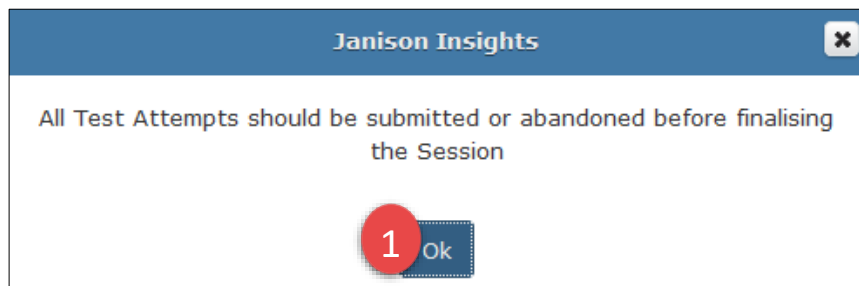 Janison Insights
All Test Attempts should be submitted or abandoned before finalising
the Session
1 Ok